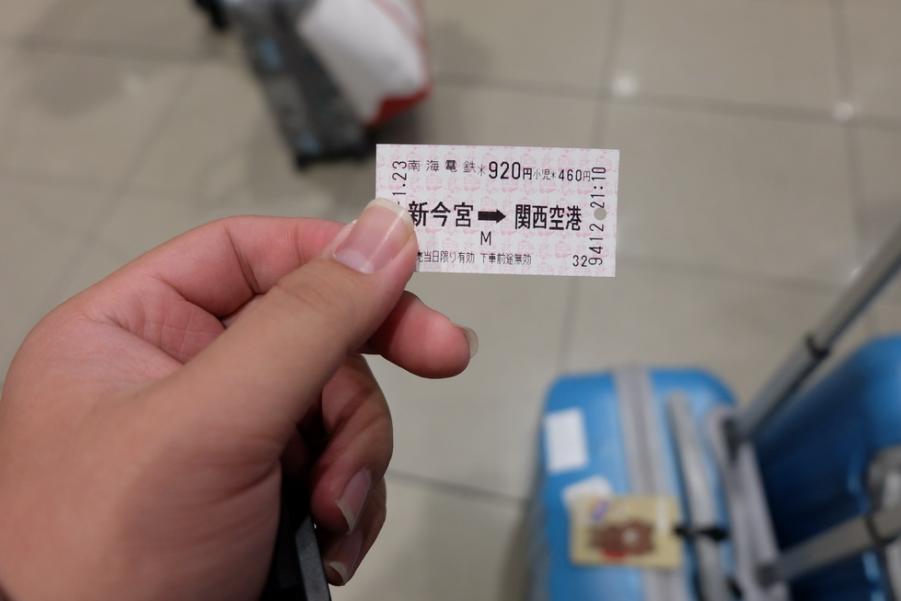 南海電鉄 ✳920円 小児✳460円
新今宮➡関西空港
M
当日限り有効 下車前途無効
32
1.23
9412 21:10